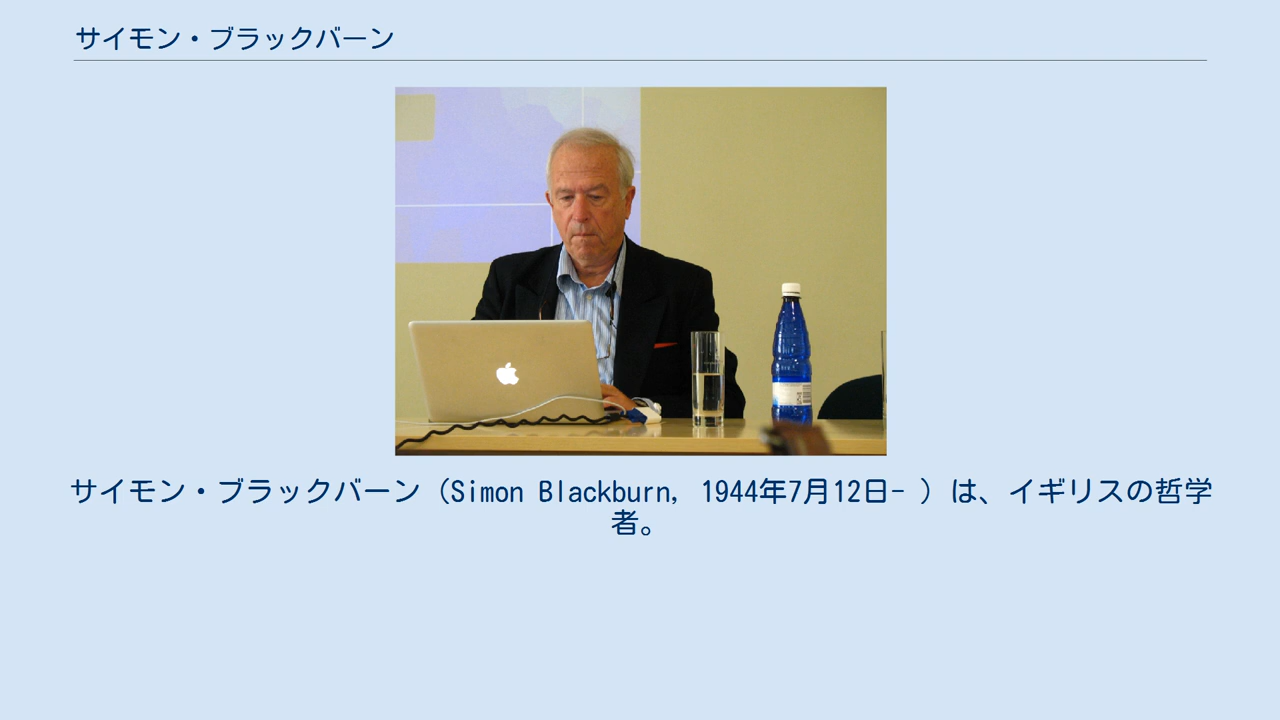 サイモン・ブラックバーン
サイモン・ブラックバーン（Simon Blackburn, 1944年7月12日- ）は、イギリスの哲学
者。